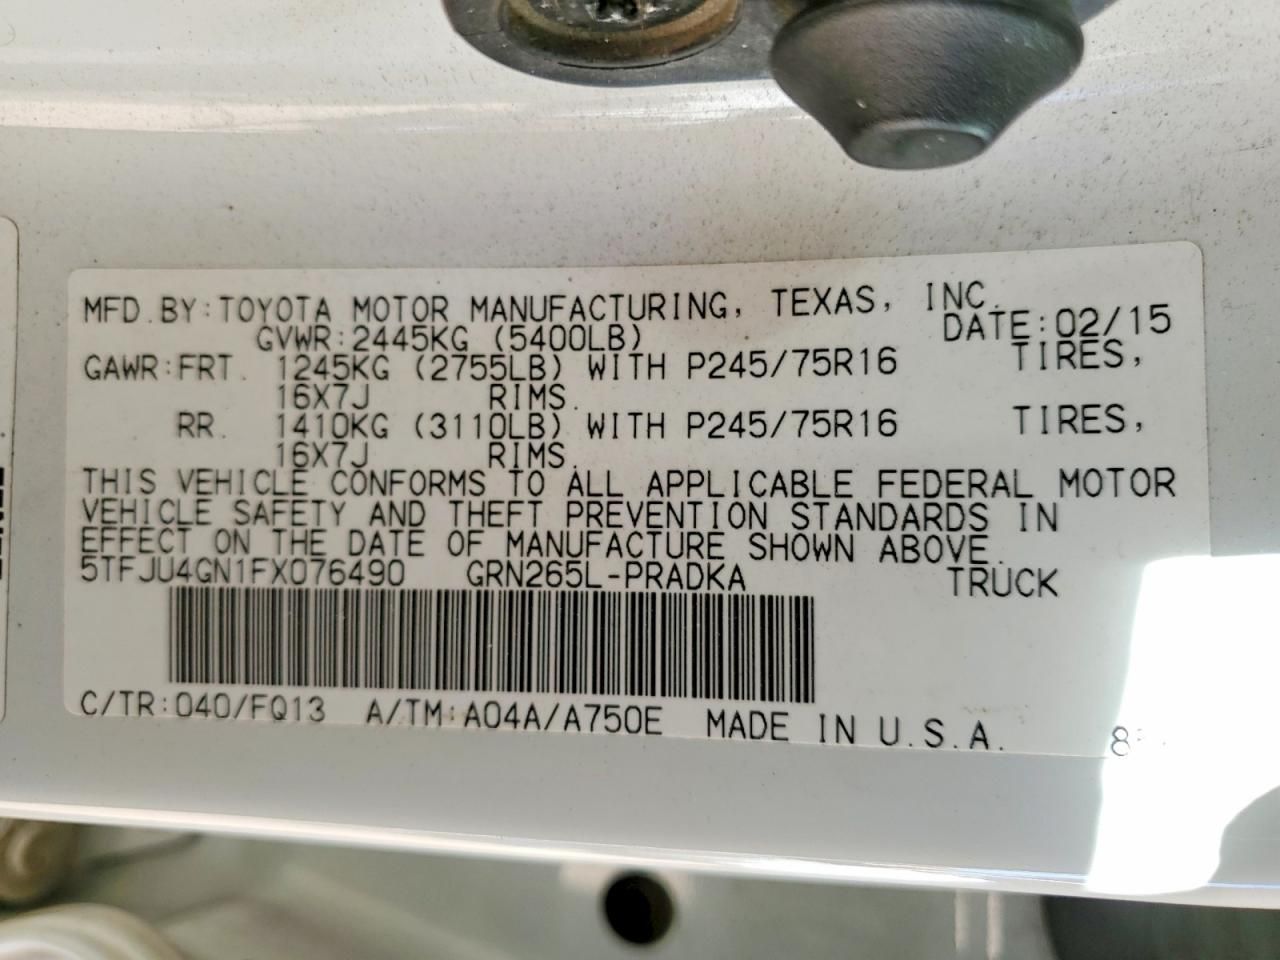 MFD. BY: TOYOTA MOTOR MANUFACTURING, TEXAS, INC.
GVWR: 2445KG (5400LB) DATE: 02/15
GAWR: FRT. 1245KG (2755LB) WITH P245/75R16 TIRES,
16X7J RIMS.
RR. 1410KG (3110LB) WITH P245/75R16 TIRES,
16X7J RIMS.
THIS VEHICLE CONFORMS TO ALL APPLICABLE FEDERAL MOTOR
VEHICLE SAFETY AND THEFT PREVENTION STANDARDS IN
EFFECT ON THE DATE OF MANUFACTURE SHOWN ABOVE.
5TFJU4GN1FX076490 GRN265L-PRADKA TRUCK
C/TR: 040/FQ13 A/TM: A04A/A750E MADE IN U.S.A.